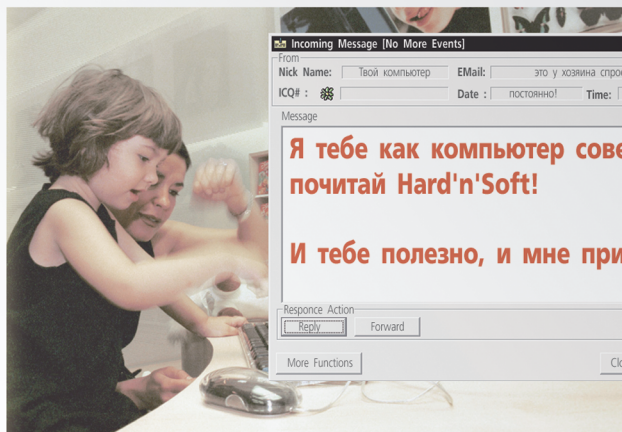 Incoming Message [No More Events]
From
Nick Name: Твой компьютер EMail: это у хозяина спро
ICQ# : Date : постоянно! Time:
Message
Я тебе как компьютер сове
почитай Hard'n'Soft!
И тебе полезно, и мне при
Responce Action
Reply Forward
More Functions Clo